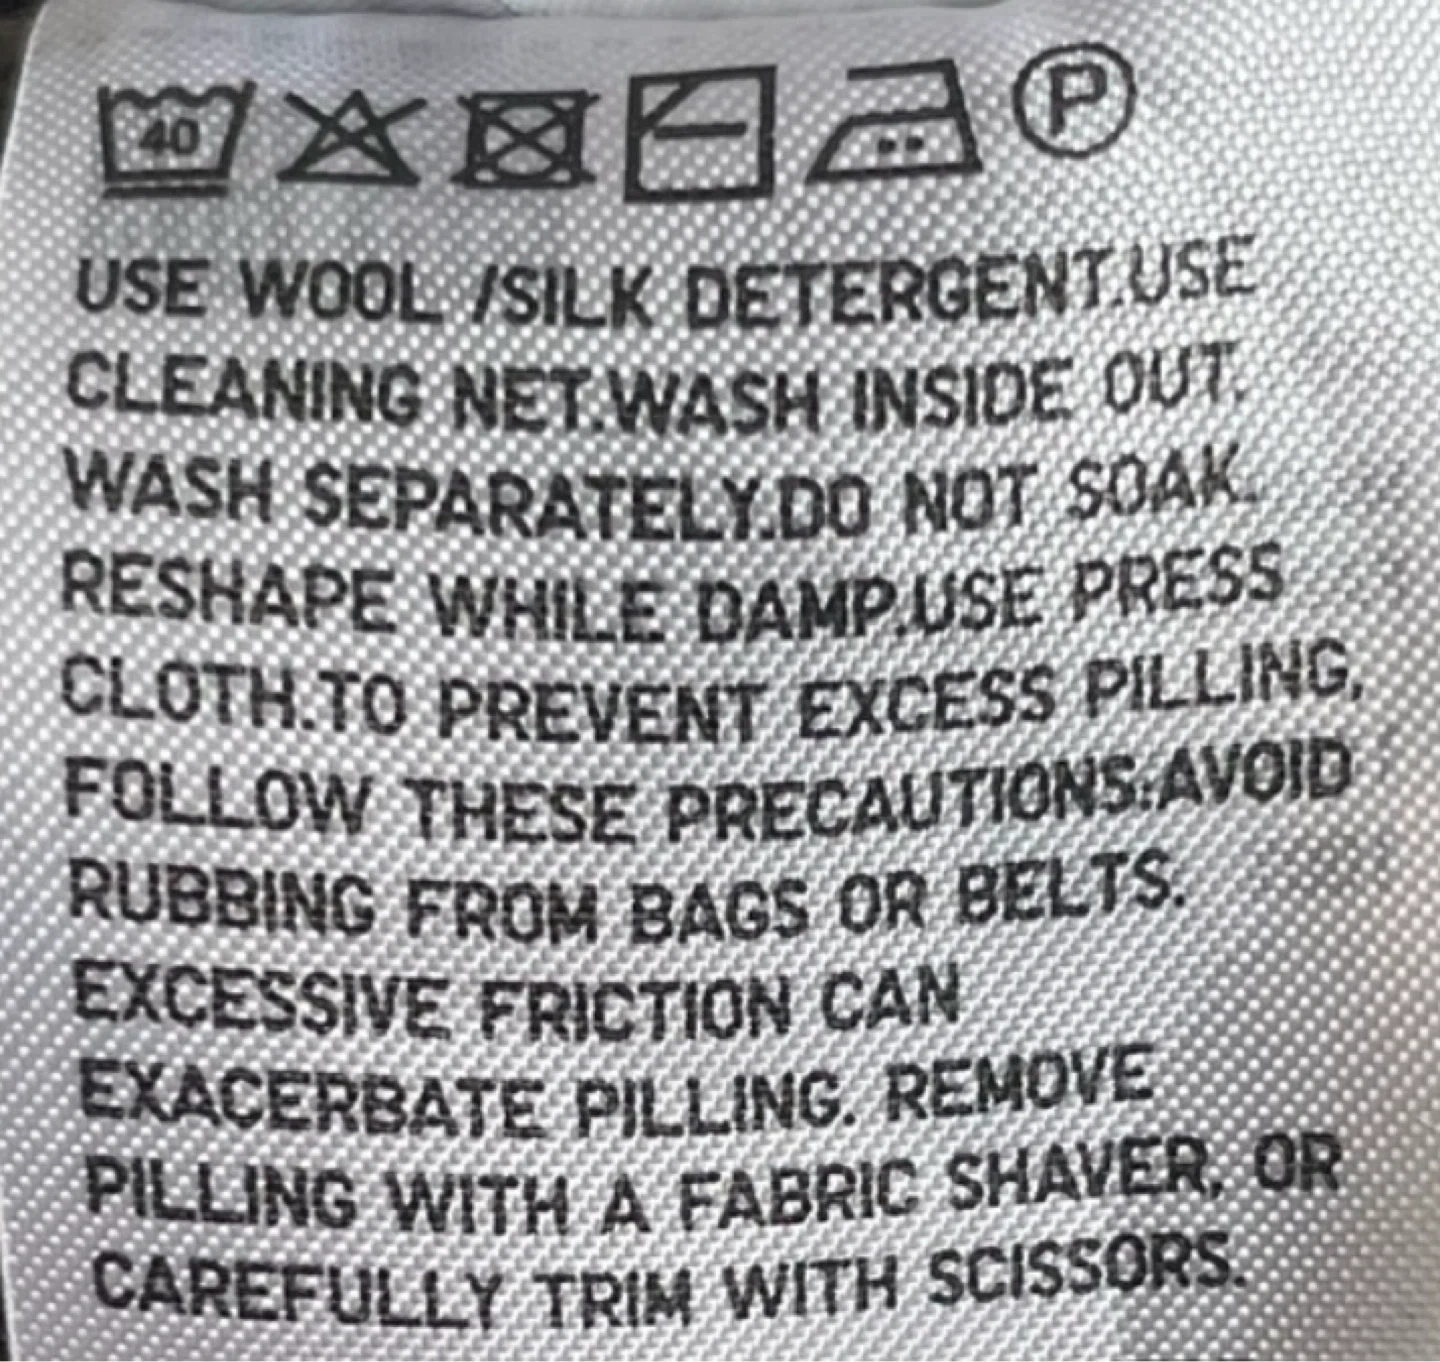 40 P
USE WOOL /SILK DETERGENT.USE
CLEANING NET.WASH INSIDE OUT.
WASH SEPARATELY.DO NOT SOAK.
RESHAPE WHILE DAMP.USE PRESS
CLOTH.TO PREVENT EXCESS PILLING,
FOLLOW THESE PRECAUTIONS:AVOID
RUBBING FROM BAGS OR BELTS.
EXCESSIVE FRICTION CAN
EXACERBATE PILLING. REMOVE
PILLING WITH A FABRIC SHAVER, OR
CAREFULLY TRIM WITH SCISSORS.